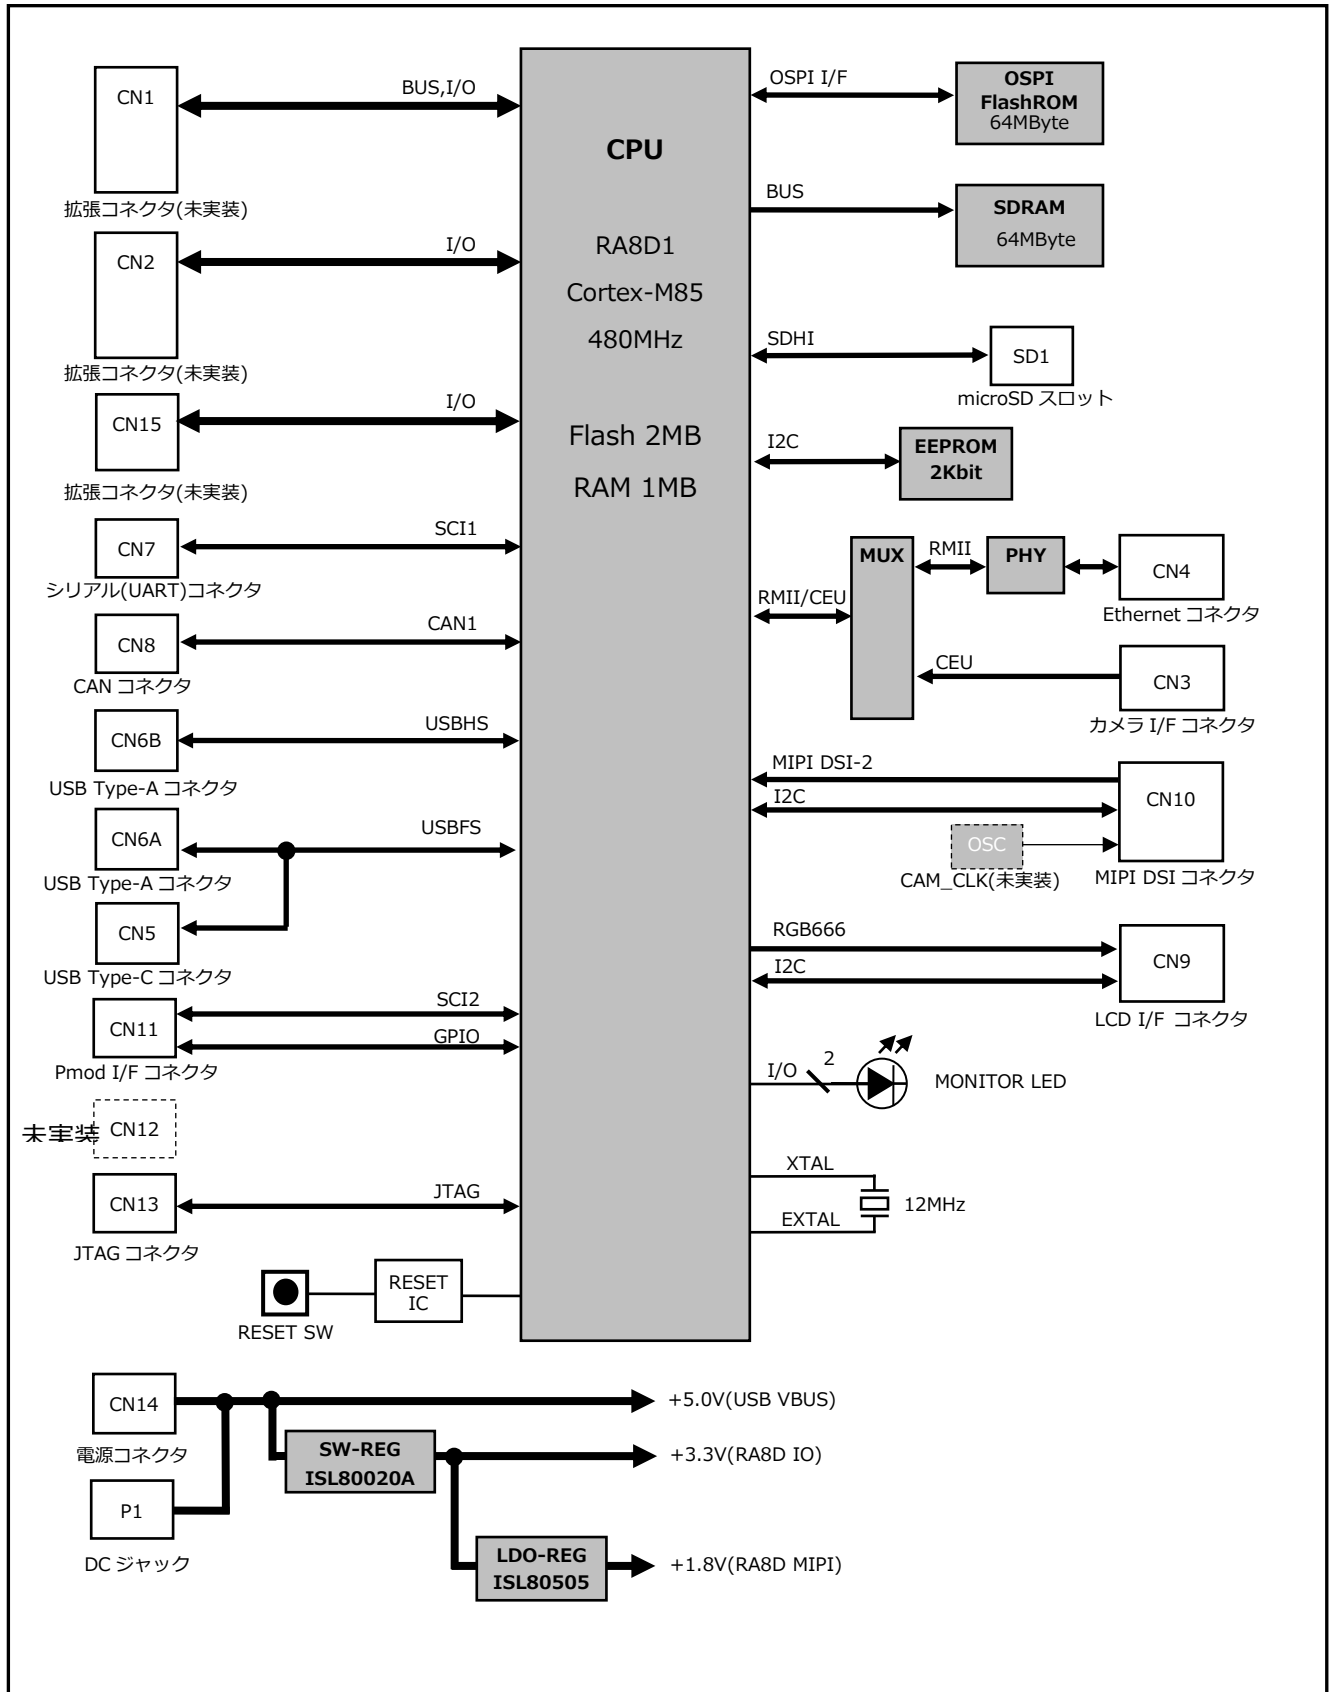 CN1
BUS,I/O
拡張コネクタ(未実装)
CN2
I/O
拡張コネクタ(未実装)
CN15
I/O
拡張コネクタ(未実装)
CN7
SCI1
シリアル(UART)コネクタ
CN8
CAN1
CAN コネクタ
CN6B
USBHS
USB Type-A コネクタ
CN6A
USBFS
USB Type-A コネクタ
CN5
USB Type-C コネクタ
CN11
SCI2
GPIO
Pmod I/F コネクタ
未実装
CN12
CN13
JTAG
JTAG コネクタ
RESET
IC
RESET SW
CPU
RA8D1
Cortex-M85
480MHz
Flash 2MB
RAM 1MB
OSPI I/F
OSPI
FlashROM
64MByte
BUS
SDRAM
64MByte
SDHI
SD1
microSD スロット
I2C
EEPROM
2Kbit
RMII/CEU
MUX
RMII
PHY
CN4
Ethernet コネクタ
CEU
CN3
カメラ I/F コネクタ
MIPI DSI-2
I2C
CN10
OSC
CAM_CLK(未実装)
MIPI DSI コネクタ
RGB666
I2C
CN9
LCD I/F コネクタ
I/O
2
MONITOR LED
XTAL
12MHz
EXTAL
CN14
電源コネクタ
P1
DC ジャック
+5.0V(USB VBUS)
SW-REG
ISL80020A
+3.3V(RA8D IO)
LDO-REG
ISL80505
+1.8V(RA8D MIPI)